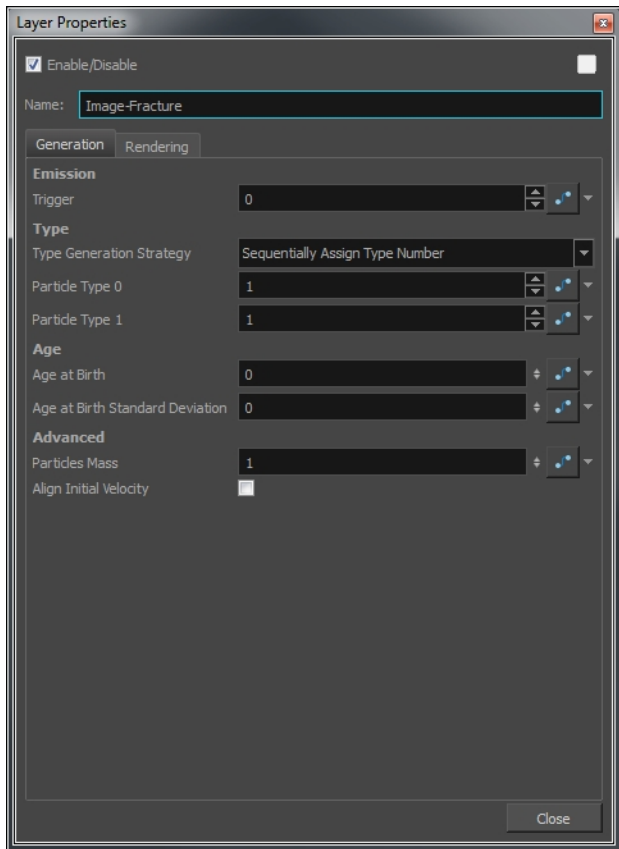 Layer Properties
Enable/Disable
Name: Image-Fracture
Generation Rendering
Emission
Trigger 0
Type
Type Generation Strategy Sequentially Assign Type Number
Particle Type 0 1
Particle Type 1 1
Age
Age at Birth 0
Age at Birth Standard Deviation 0
Advanced
Particles Mass 1
Align Initial Velocity
Close